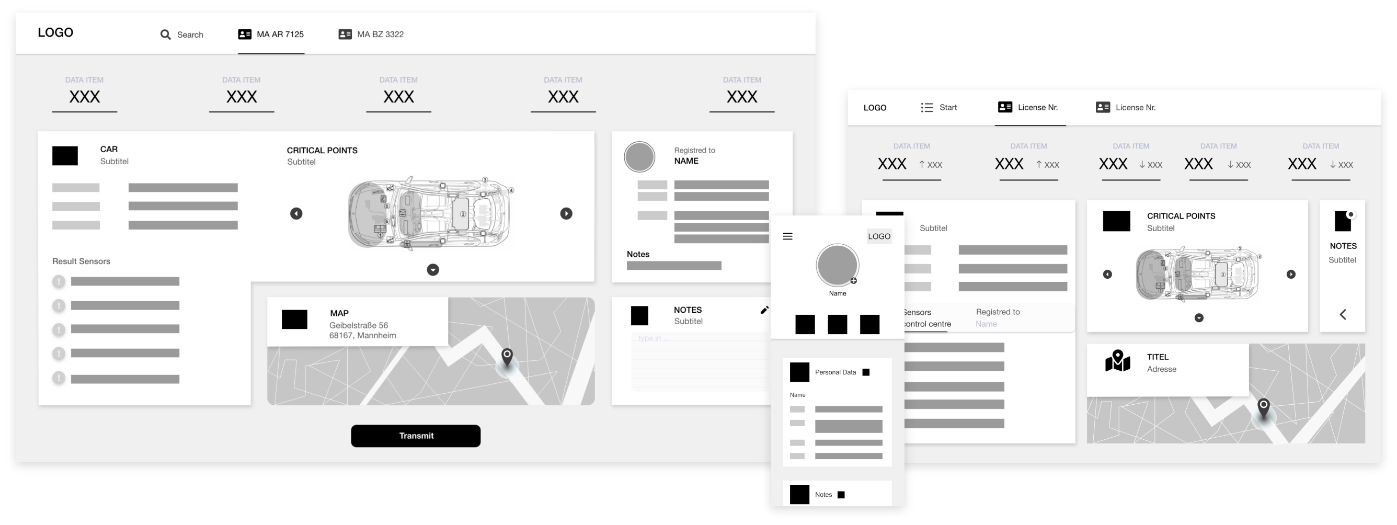 LOGO
Search
MA AR 7125
MA BZ 3322
DATA ITEM
XXX
DATA ITEM
XXX
DATA ITEM
XXX
DATA ITEM
XXX
DATA ITEM
XXX
CAR
Subtitel
Result Sensors
CRITICAL POINTS
Subtitel
Registred to
NAME
Notes
MAP
Geibelstraße 56
68167, Mannheim
NOTES
Subtitel
Type in ...
Transmit
LOGO
Name
Personal Data
Name
Notes
LOGO
Start
License Nr.
License Nr.
DATA ITEM
XXX ↑ XXX
DATA ITEM
XXX ↑ XXX
DATA ITEM
XXX ↓ XXX
DATA ITEM
XXX ↓ XXX
DATA ITEM
XXX ↓ XXX
Subtitel
Sensors
control centre
Registred to
Name
CRITICAL POINTS
Subtitel
NOTES
Subtitel
TITEL
Adresse